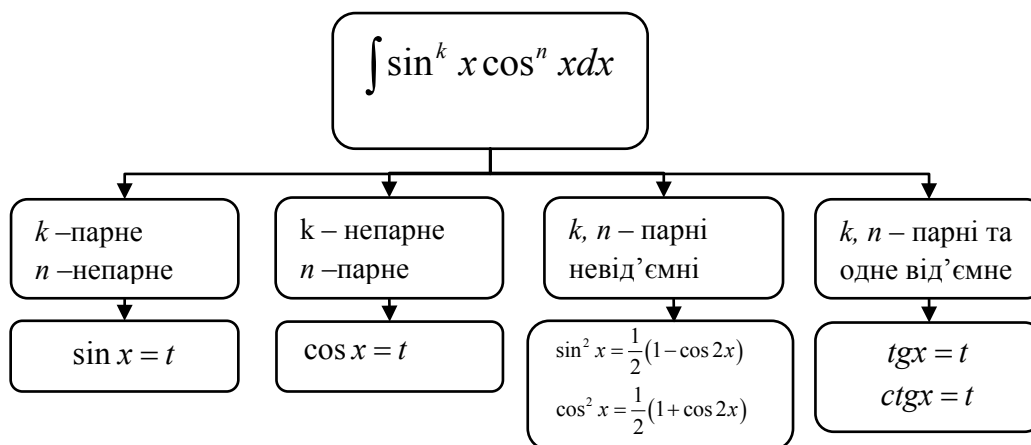 ∫ sin^k x cos^n xdx
k –парне
n –непарне
k – непарне
n –парне
k, n – парні
невід’ємні
k, n – парні та
одне від’ємне
sin x = t
cos x = t
sin² x = 1/2 (1 − cos 2x)
cos² x = 1/2 (1 + cos 2x)
tgx = t
ctgx = t